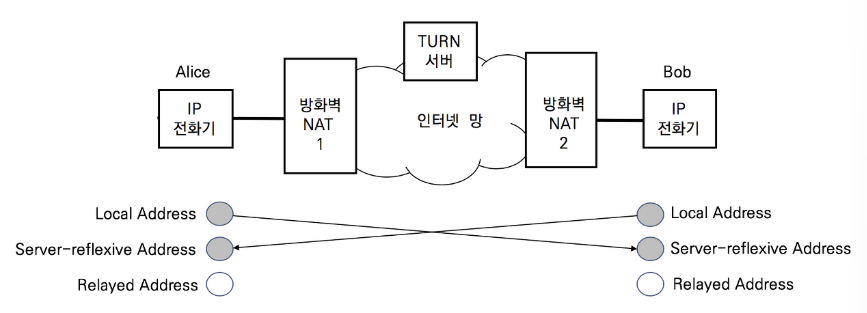 TURN
서버
Alice
Bob
IP
전화기
방화벽
NAT
1
인터넷 망
방화벽
NAT
2
IP
전화기
Local Address
Local Address
Server-reflexive Address
Server-reflexive Address
Relayed Address
Relayed Address